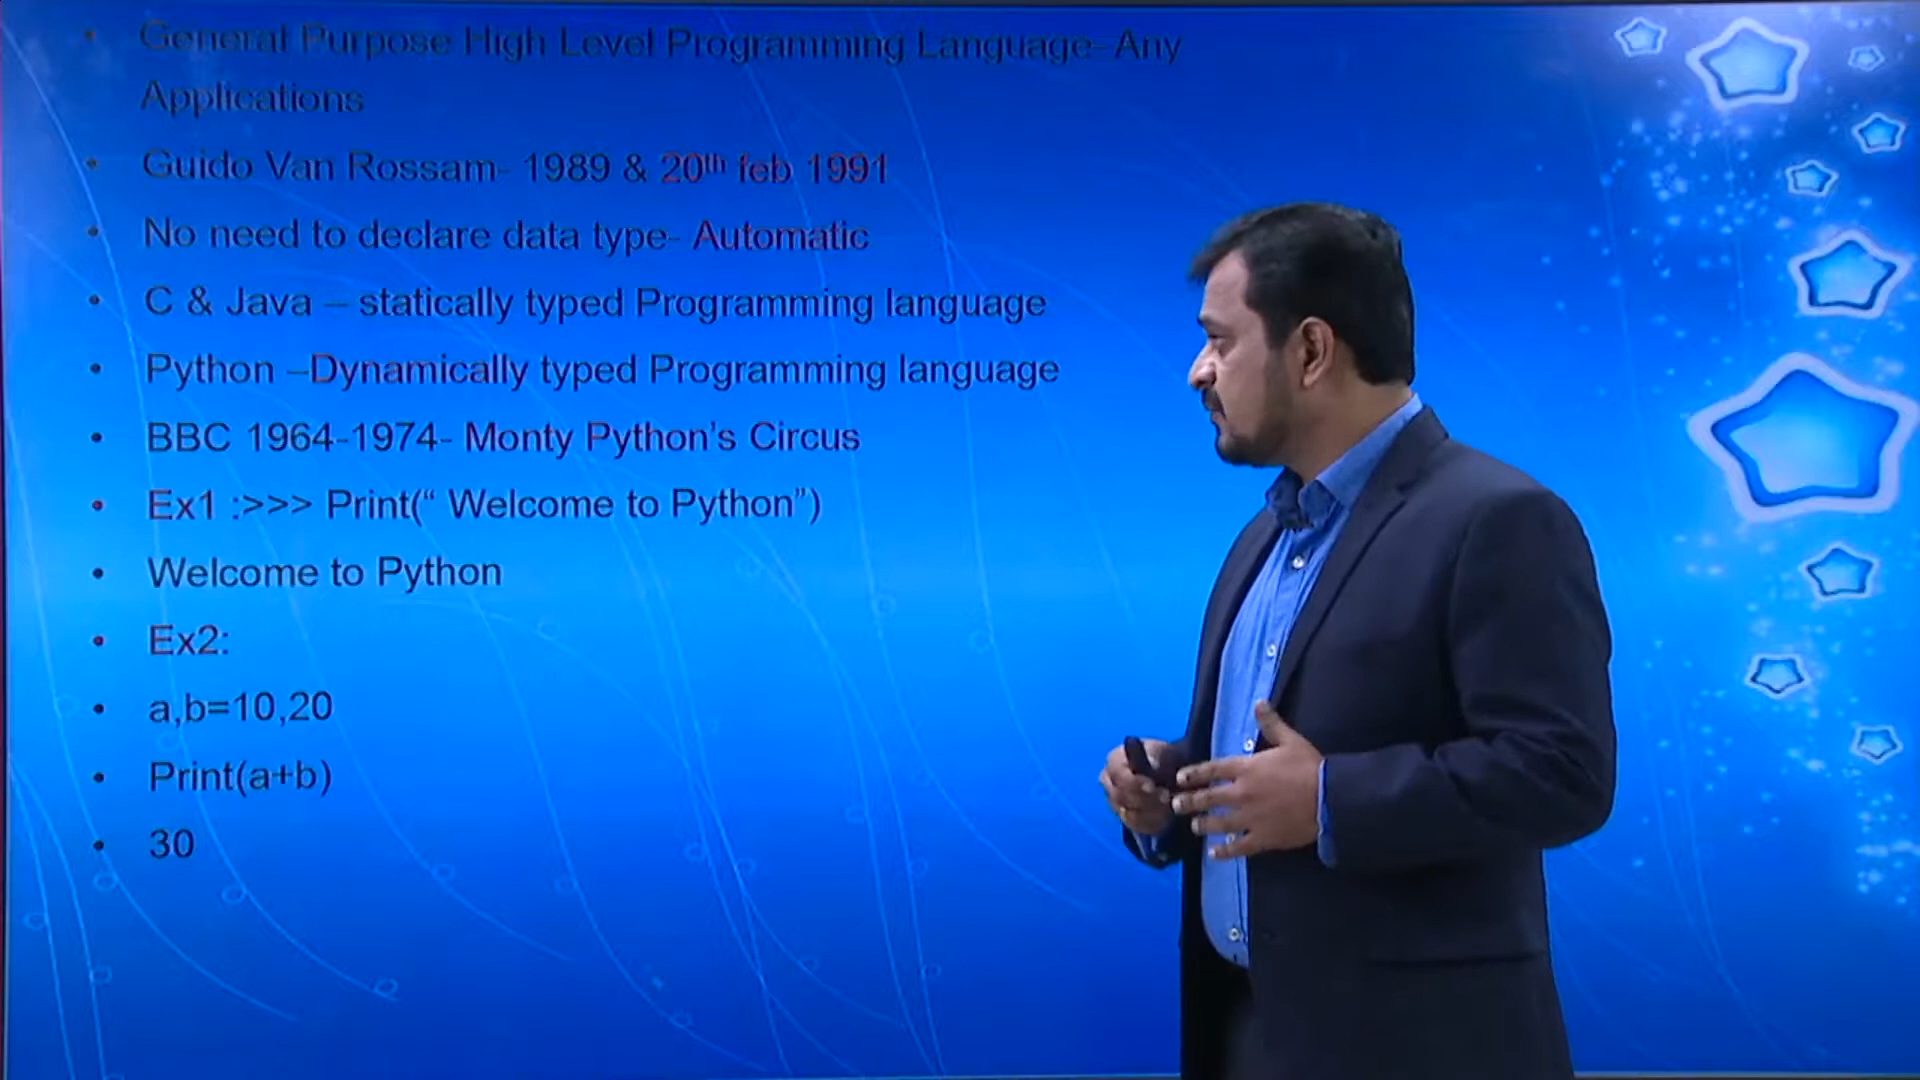 • General Purpose High Level Programming Language- Any
Applications
• Guido Van Rossam- 1989 & 20th feb 1991
• No need to declare data type- Automatic
• C & Java – statically typed Programming language
• Python –Dynamically typed Programming language
• BBC 1964-1974- Monty Python’s Circus
• Ex1 :>>> Print(“ Welcome to Python”)
• Welcome to Python
• Ex2:
• a,b=10,20
• Print(a+b)
• 30